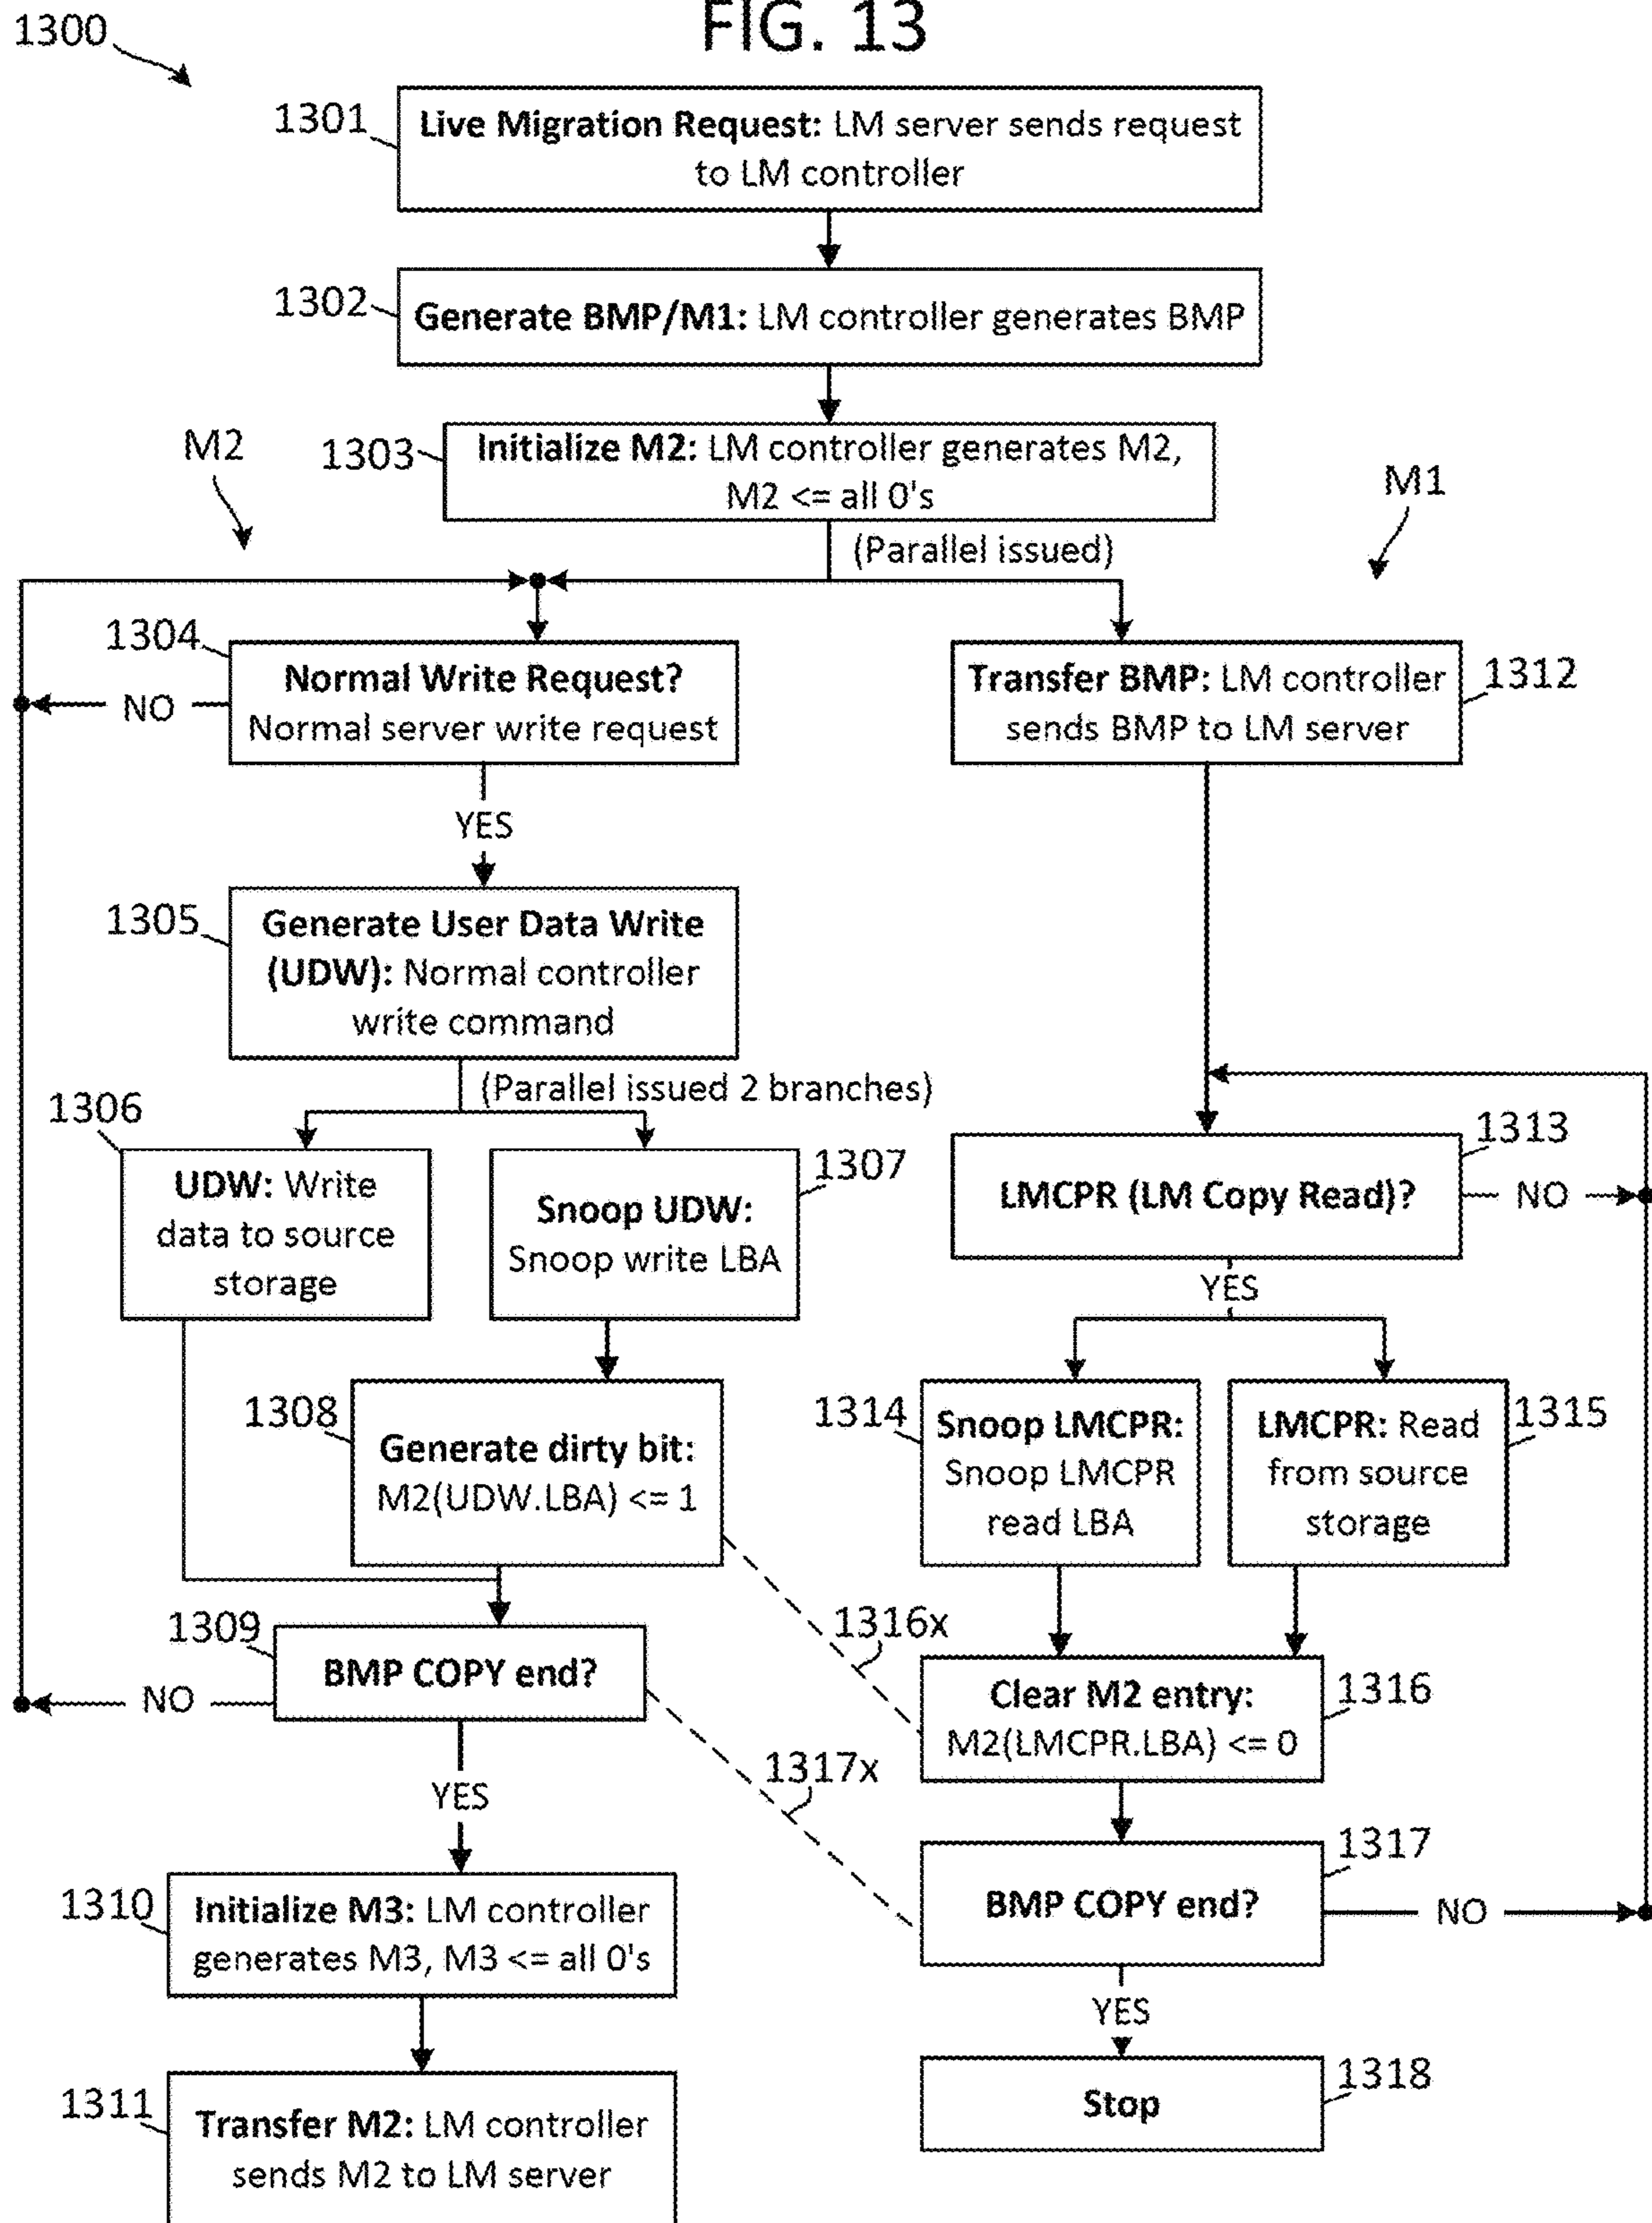 FIG. 13
1300
1301
Live Migration Request: LM server sends request
to LM controller
1302
Generate BMP/M1: LM controller generates BMP
1303
Initialize M2: LM controller generates M2,
M2 <= all 0's
M2
M1
(Parallel issued)
1304
Normal Write Request?
Normal server write request
NO
YES
1312
Transfer BMP: LM controller
sends BMP to LM server
1305
Generate User Data Write
(UDW): Normal controller
write command
(Parallel issued 2 branches)
1306
UDW: Write
data to source
storage
1307
Snoop UDW:
Snoop write LBA
1313
LMCPR (LM Copy Read)?
NO
YES
1308
Generate dirty bit:
M2(UDW.LBA) <= 1
1314
Snoop LMCPR:
Snoop LMCPR
read LBA
1315
LMCPR: Read
from source
storage
1309
BMP COPY end?
NO
YES
1316x
1316
Clear M2 entry:
M2(LMCPR.LBA) <= 0
1317x
1317
BMP COPY end?
NO
YES
1310
Initialize M3: LM controller
generates M3, M3 <= all 0's
1318
Stop
1311
Transfer M2: LM controller
sends M2 to LM server